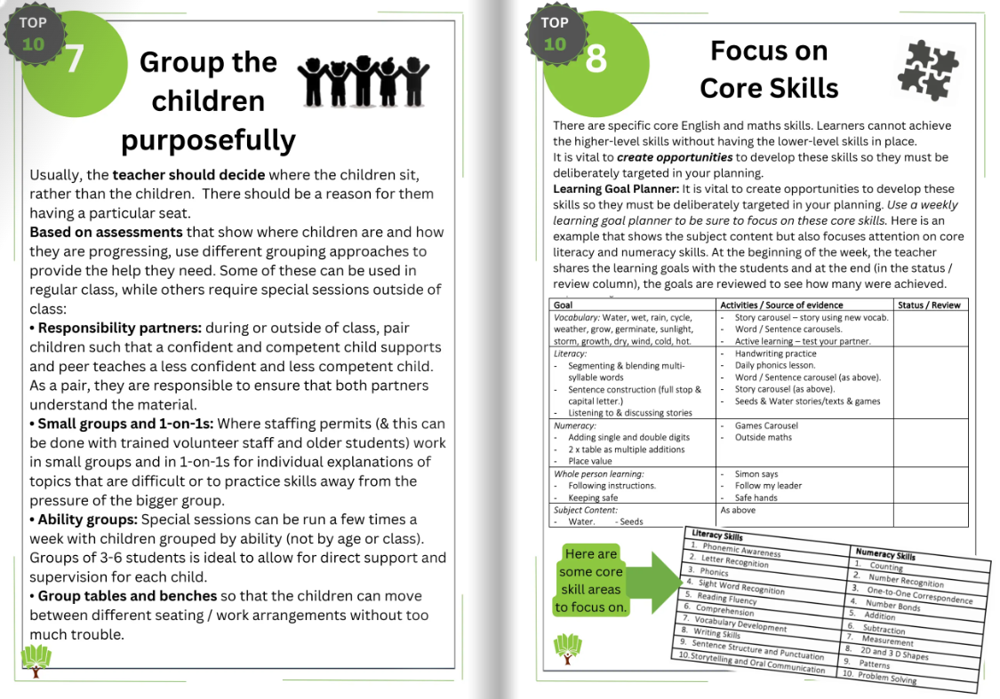 TOP
10
7
Group the
children
purposefully
Usually, the teacher should decide where the children sit,
rather than the children.  There should be a reason for them
having a particular seat.
Based on assessments that show where children are and how
they are progressing, use different grouping approaches to
provide the help they need. Some of these can be used in
regular class, while others require special sessions outside of
class:
• Responsibility partners: during or outside of class, pair
children such that a confident and competent child supports
and peer teaches a less confident and less competent child.
As a pair, they are responsible to ensure that both partners
understand the material.
• Small groups and 1-on-1s: Where staffing permits (& this can
be done with trained volunteer staff and older students) work
in small groups and in 1-on-1s for individual explanations of
topics that are difficult or to practice skills away from the
pressure of the bigger group.
• Ability groups: Special sessions can be run a few times a
week with children grouped by ability (not by age or class).
Groups of 3-6 students is ideal to allow for direct support and
supervision for each child.
• Group tables and benches so that the children can move
between different seating / work arrangements without too
much trouble.
TOP
10
8
Focus on
Core Skills
There are specific core English and maths skills. Learners cannot achieve
the higher-level skills without having the lower-level skills in place.
It is vital to create opportunities to develop these skills so they must be
deliberately targeted in your planning.
Learning Goal Planner: It is vital to create opportunities to develop these
skills so they must be deliberately targeted in your planning. Use a weekly
learning goal planner to be sure to focus on these core skills. Here is an
example that shows the subject content but also focuses attention on core
literacy and numeracy skills. At the beginning of the week, the teacher
shares the learning goals with the students and at the end (in the status /
review column), the goals are reviewed to see how many were achieved.
Goal Activities / Source of evidence Status / Review
Vocabulary: Water, wet, rain, cycle,
weather, grow, germinate, sunlight,
storm, growth, dry, wind, cold, hot.
- Story carousel – story using new vocab.
- Word / Sentence carousels.
- Active learning – test your partner.
Literacy:
- Segmenting & blending multi-
syllable words
- Sentence construction (full stop &
capital letter.)
- Listening to & discussing stories
- Handwriting practice
- Daily phonics lesson.
- Word / Sentence carousel (as above).
- Story carousel (as above).
- Seeds & Water stories/texts & games
Numeracy:
- Adding single and double digits
- 2 x table as multiple additions
- Place value
- Games Carousel
- Outside maths
Whole person learning:
- Following instructions.
- Keeping safe
- Simon says
- Follow my leader
- Safe hands
Subject Content:
- Water. - Seeds
As above
Here are
some core
skill areas
to focus on.
Literacy Skills
1. Phonemic Awareness
2. Letter Recognition
3. Phonics
4. Sight Word Recognition
5. Reading Fluency
6. Comprehension
7. Vocabulary Development
8. Writing Skills
9. Sentence Structure and Punctuation
10. Storytelling and Oral Communication
Numeracy Skills
1. Counting
2. Number Recognition
3. One-to-One Correspondence
4. Number Bonds
5. Addition
6. Subtraction
7. Measurement
8. 2D and 3 D Shapes
9. Patterns
10. Problem Solving